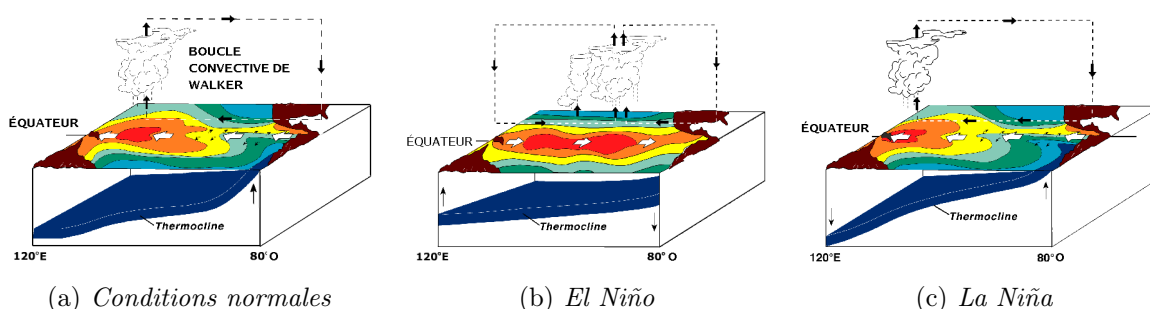 BOUCLE
CONVECTIVE DE
WALKER
ÉQUATEUR
Thermocline
120°E
80°O
(a) Conditions normales
ÉQUATEUR
Thermocline
120°E
80°O
(b) El Niño
ÉQUATEUR
Thermocline
120°E
80°O
(c) La Niña